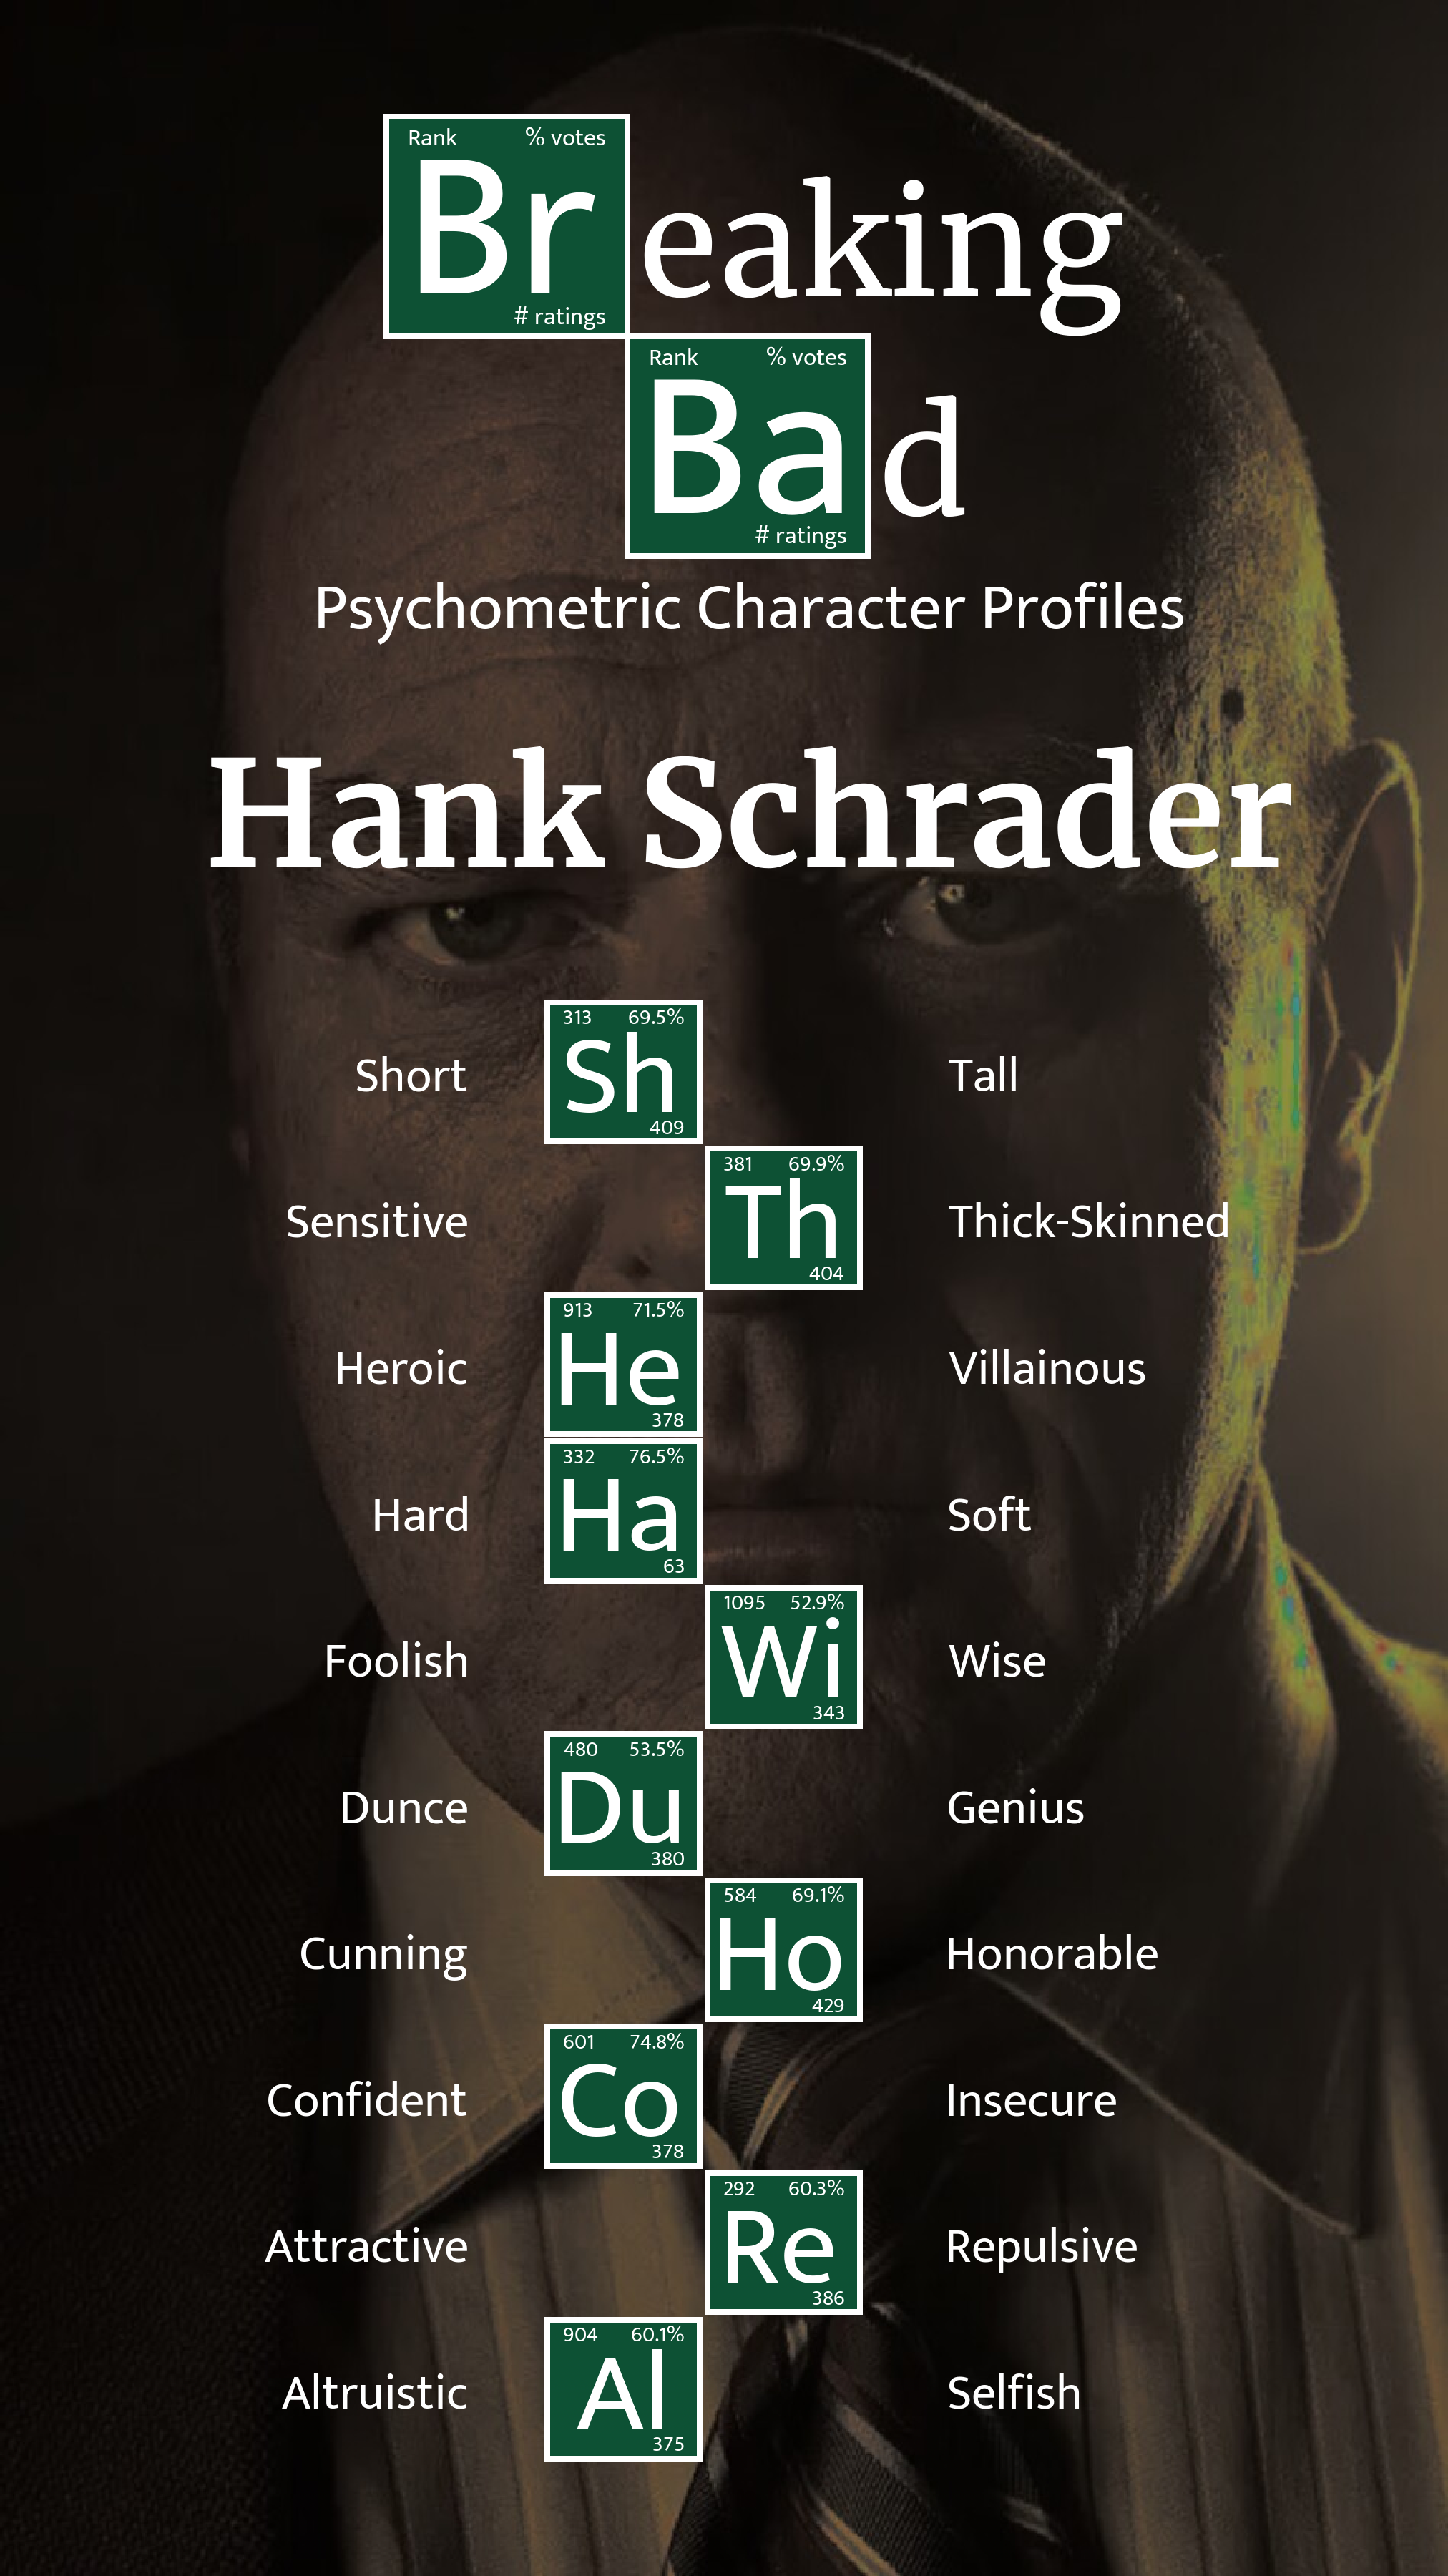 Rank % votes
Breaking
# ratings
Rank % votes
Bad
# ratings
Psychometric Character Profiles
Hank Schrader
313 69.5%
Short Sh Tall
409
381 69.9%
Sensitive Th Thick-Skinned
404
913 71.5%
Heroic He Villainous
378
332 76.5%
Hard Ha Soft
63
1095 52.9%
Foolish Wi Wise
343
480 53.5%
Dunce Du Genius
380
584 69.1%
Cunning Ho Honorable
429
601 74.8%
Confident Co Insecure
378
292 60.3%
Attractive Re Repulsive
386
904 60.1%
Altruistic Al Selfish
375